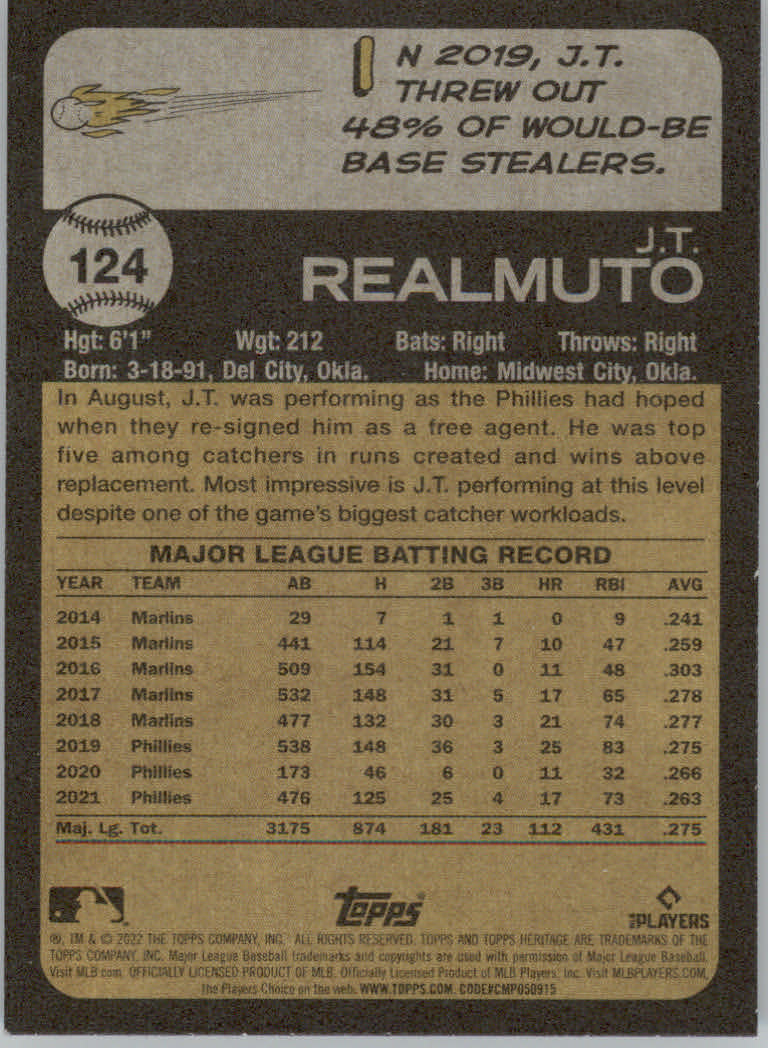 IN 2019, J.T.
THREW OUT
48% OF WOULD-BE
BASE STEALERS.
124
J.T.
REALMUTO
Hgt: 6'1" Wgt: 212 Bats: Right Throws: Right
Born: 3-18-91, Del City, Okla. Home: Midwest City, Okla.
In August, J.T. was performing as the Phillies had hoped
when they re-signed him as a free agent. He was top
five among catchers in runs created and wins above
replacement. Most impressive is J.T. performing at this level
despite one of the game's biggest catcher workloads.
MAJOR LEAGUE BATTING RECORD
YEAR TEAM AB H 2B 3B HR RBI AVG
2014 Marlins 29 7 1 1 0 9 .241
2015 Marlins 441 114 21 7 10 47 .259
2016 Marlins 509 154 31 0 11 48 .303
2017 Marlins 532 148 31 5 17 65 .278
2018 Marlins 477 132 30 3 21 74 .277
2019 Phillies 538 148 36 3 25 83 .275
2020 Phillies 173 46 6 0 11 32 .266
2021 Phillies 476 125 25 4 17 73 .263
Maj. Lg. Tot. 3175 874 181 23 112 431 .275
Topps
MLB PLAYERS
®, TM & © 2022 THE TOPPS COMPANY, INC. ALL RIGHTS RESERVED. TOPPS AND TOPPS HERITAGE ARE TRADEMARKS OF THE
TOPPS COMPANY, INC. Major League Baseball trademarks and copyrights are used with permission of Major League Baseball.
Visit MLB.com. OFFICIALLY LICENSED PRODUCT OF MLB. Officially Licensed Product of MLB Players, Inc. Visit MLBPLAYERS.COM,
the Players Choice on the web. WWW.TOPPS.COM. CODE#CMP050915